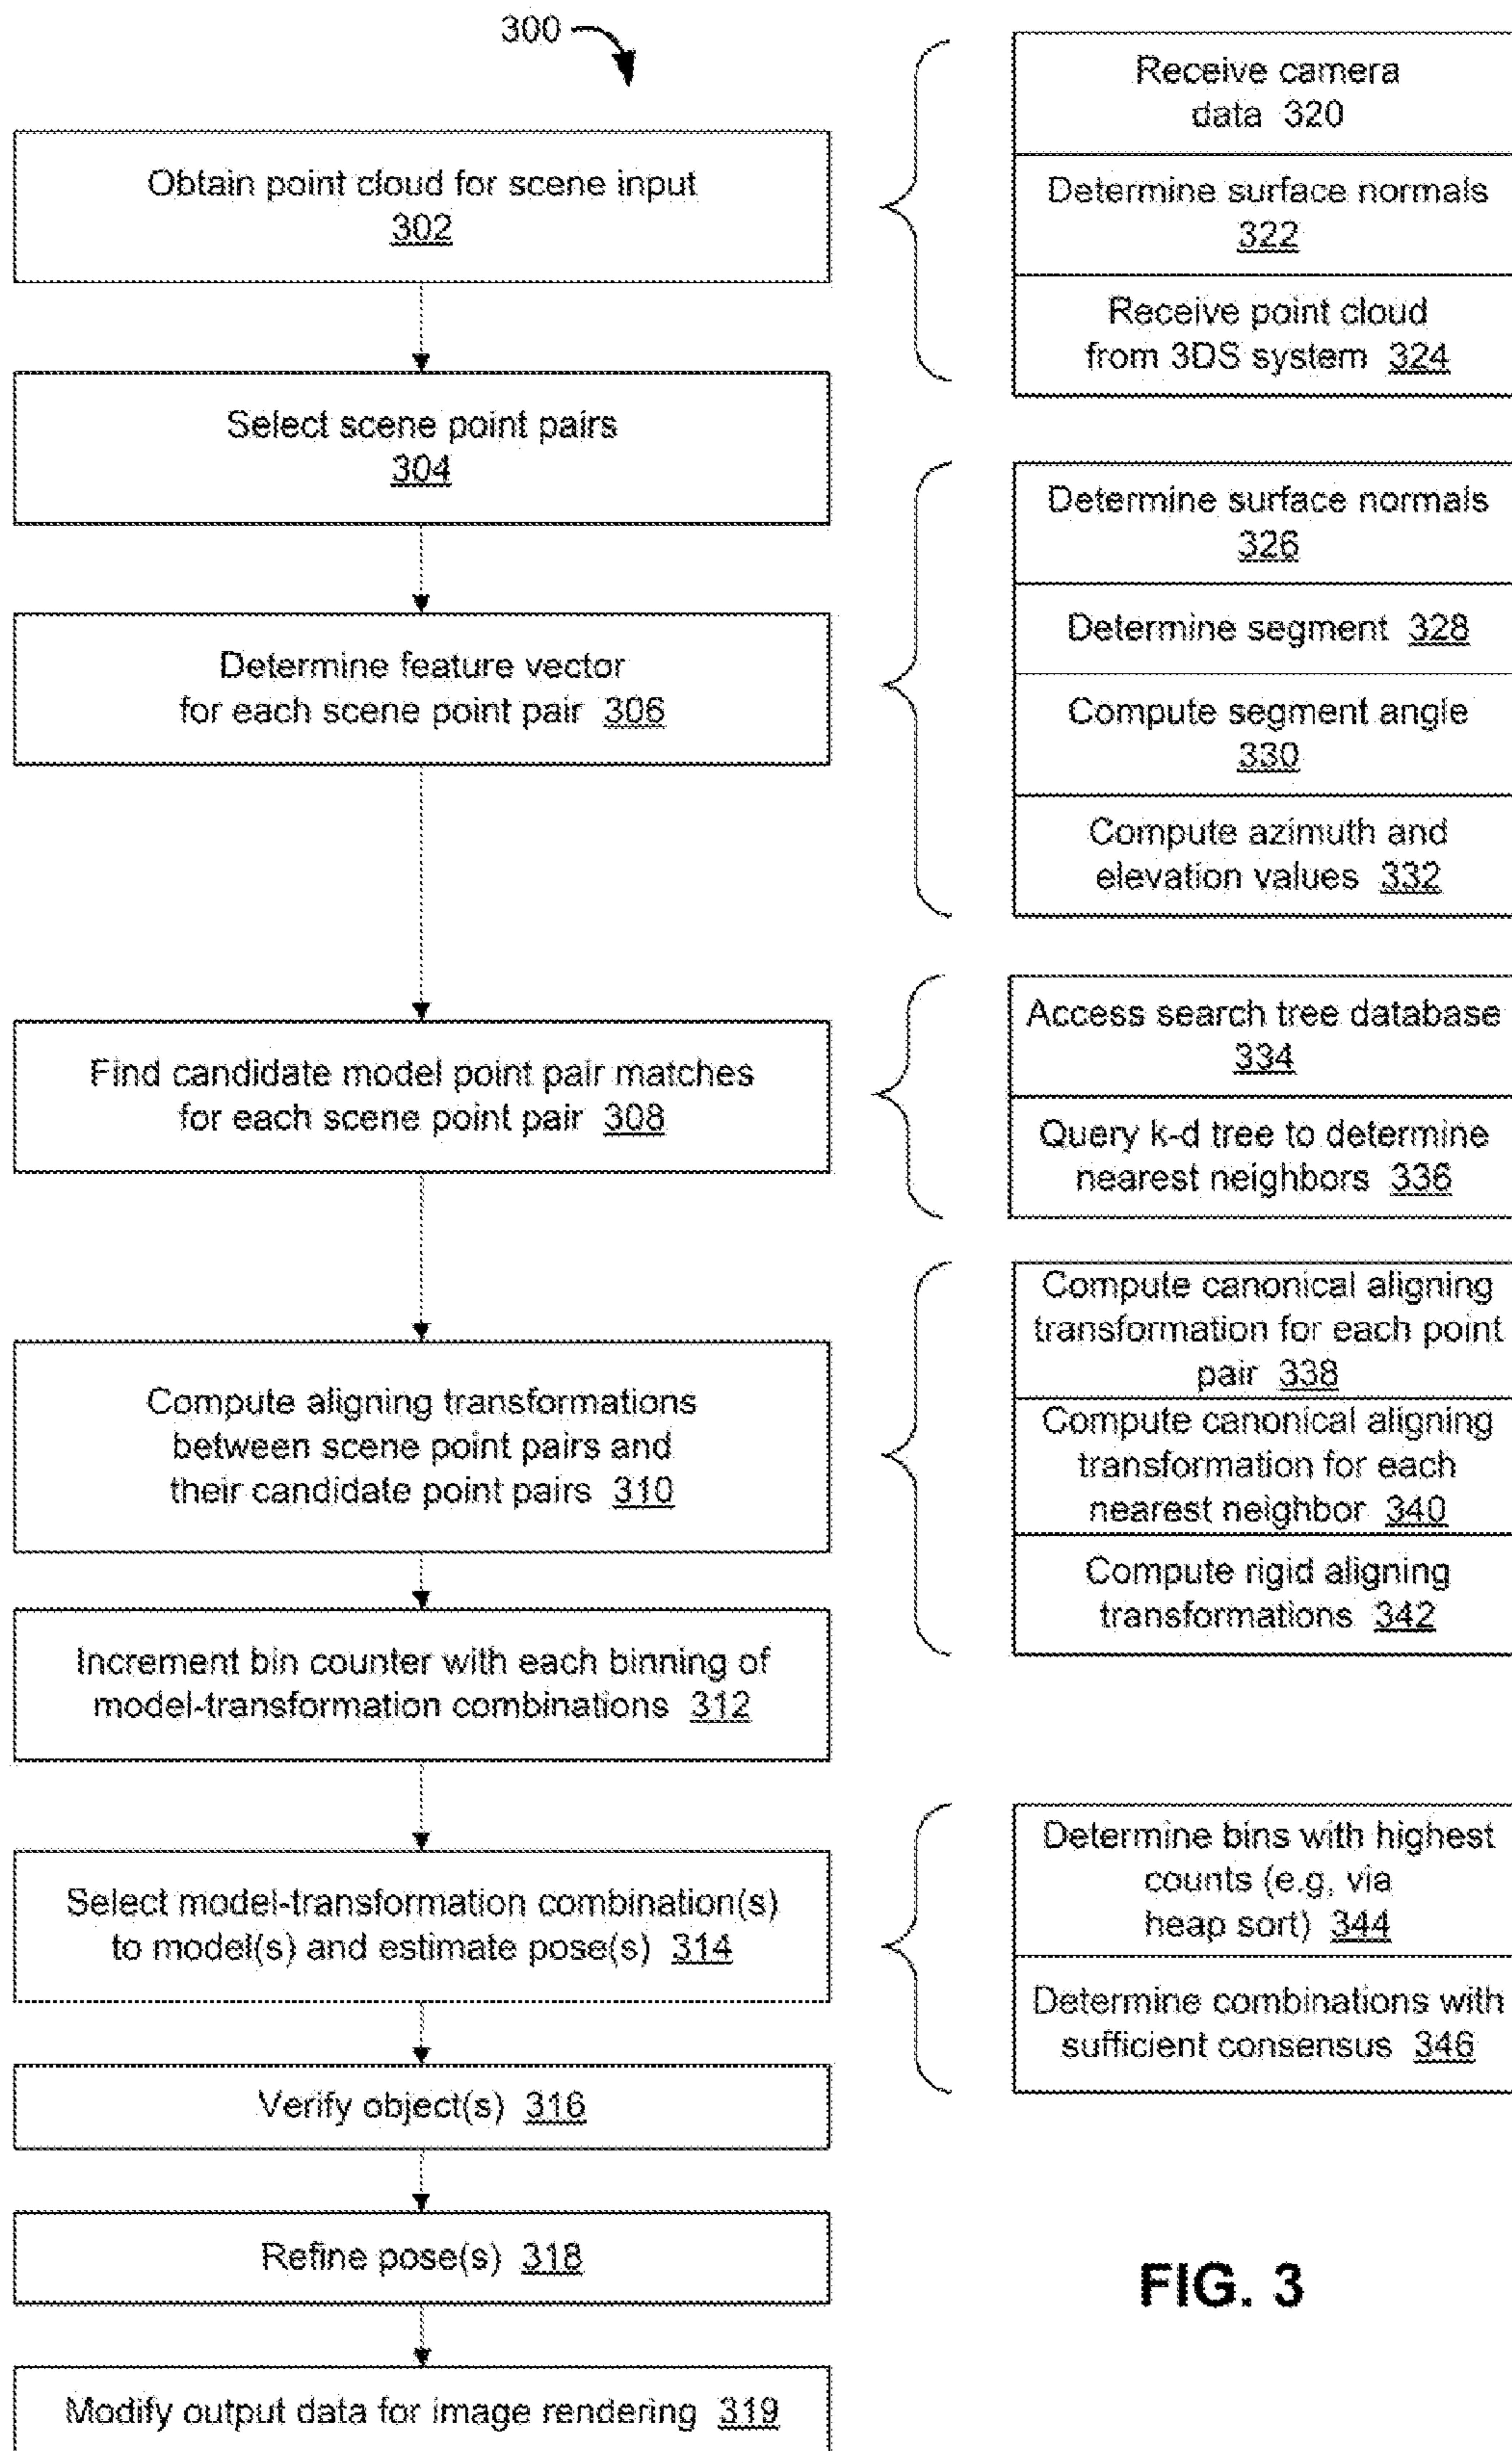 300
Obtain point cloud for scene input
302
Select scene point pairs
304
Determine feature vector
for each scene point pair 306
Find candidate model point pair matches
for each scene point pair 308
Compute aligning transformations
between scene point pairs and
their candidate point pairs 310
Increment bin counter with each binning of
model-transformation combinations 312
Select model-transformation combination(s)
to model(s) and estimate pose(s) 314
Verify object(s) 316
Refine pose(s) 318
Modify output data for image rendering 319
Receive camera
data 320
Determine surface normals
322
Receive point cloud
from 3DS system 324
Determine surface normals
326
Determine segment 328
Compute segment angle
330
Compute azimuth and
elevation values 332
Access search tree database
334
Query k-d tree to determine
nearest neighbors 336
Compute canonical aligning
transformation for each point
pair 338
Compute canonical aligning
transformation for each
nearest neighbor 340
Compute rigid aligning
transformations 342
Determine bins with highest
counts (e.g, via
heap sort) 344
Determine combinations with
sufficient consensus 346
FIG. 3